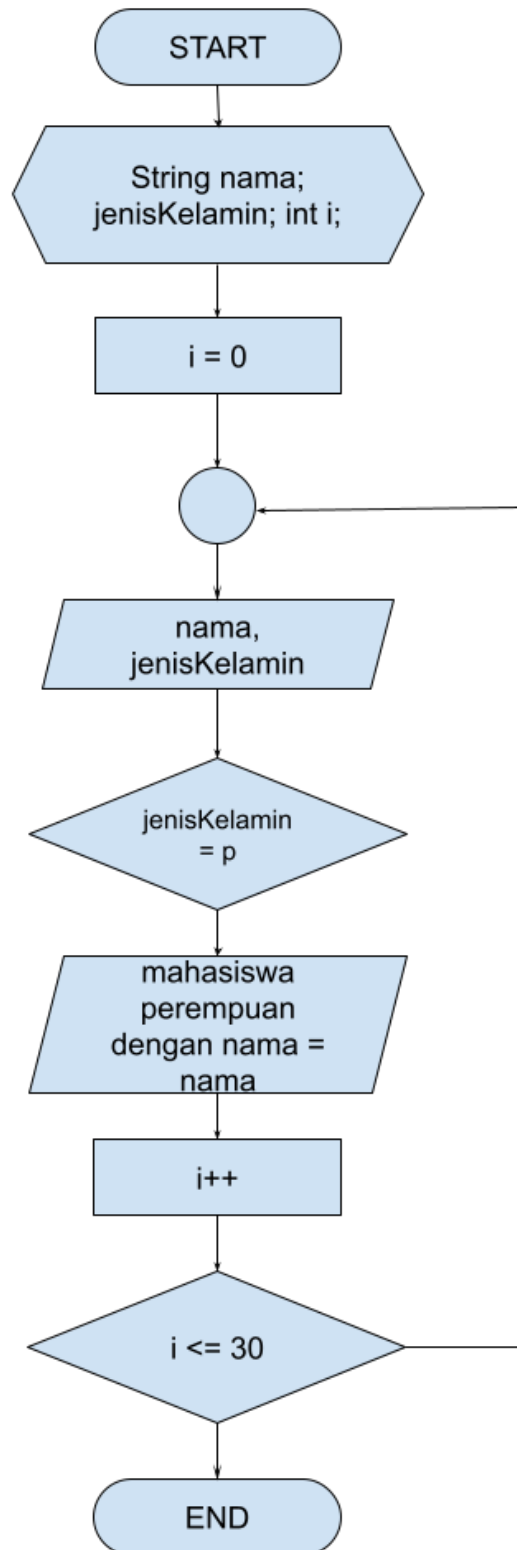 START
String nama;
jenisKelamin; int i;
i = 0
nama,
jenisKelamin
jenisKelamin
= p
mahasiswa
perempuan
dengan nama =
nama
i++
i <= 30
END